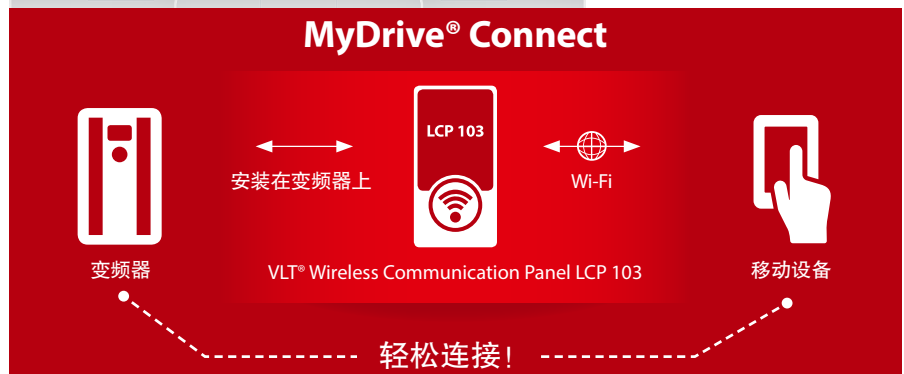 MyDrive® Connect
LCP 103
安装在变频器上
Wi-Fi
变频器
VLT® Wireless Communication Panel LCP 103
移动设备
轻松连接！